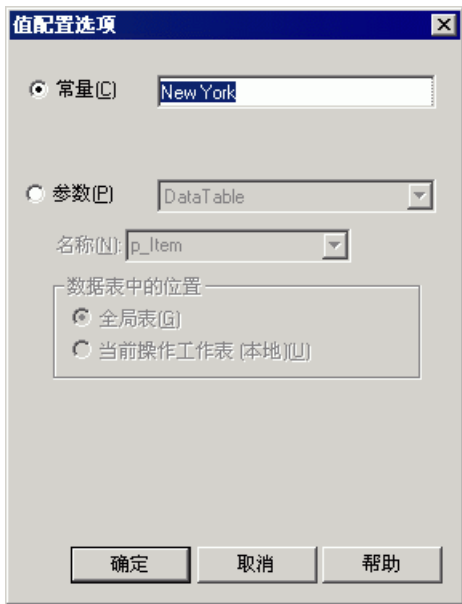 值配置选项
常量(C) New York
参数(P) DataTable
名称(N): p_Item
数据表中的位置
全局表(G)
当前操作工作表 (本地)(U)
确定 取消 帮助